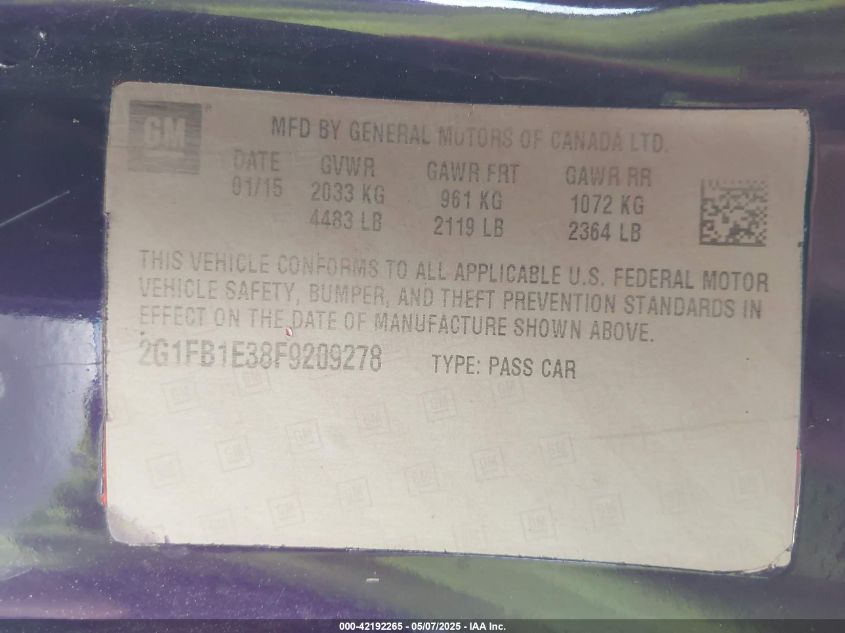 GM
MFD BY GENERAL MOTORS OF CANADA LTD.
DATE GVWR GAWR FRT GAWR RR
01/15 2033 KG 961 KG 1072 KG
4483 LB 2119 LB 2364 LB
THIS VEHICLE CONFORMS TO ALL APPLICABLE U.S. FEDERAL MOTOR
VEHICLE SAFETY, BUMPER, AND THEFT PREVENTION STANDARDS IN
EFFECT ON THE DATE OF MANUFACTURE SHOWN ABOVE.
2G1FB1E38F9209278 TYPE: PASS CAR
000-42192265 - 05/07/2025 - IAA Inc.